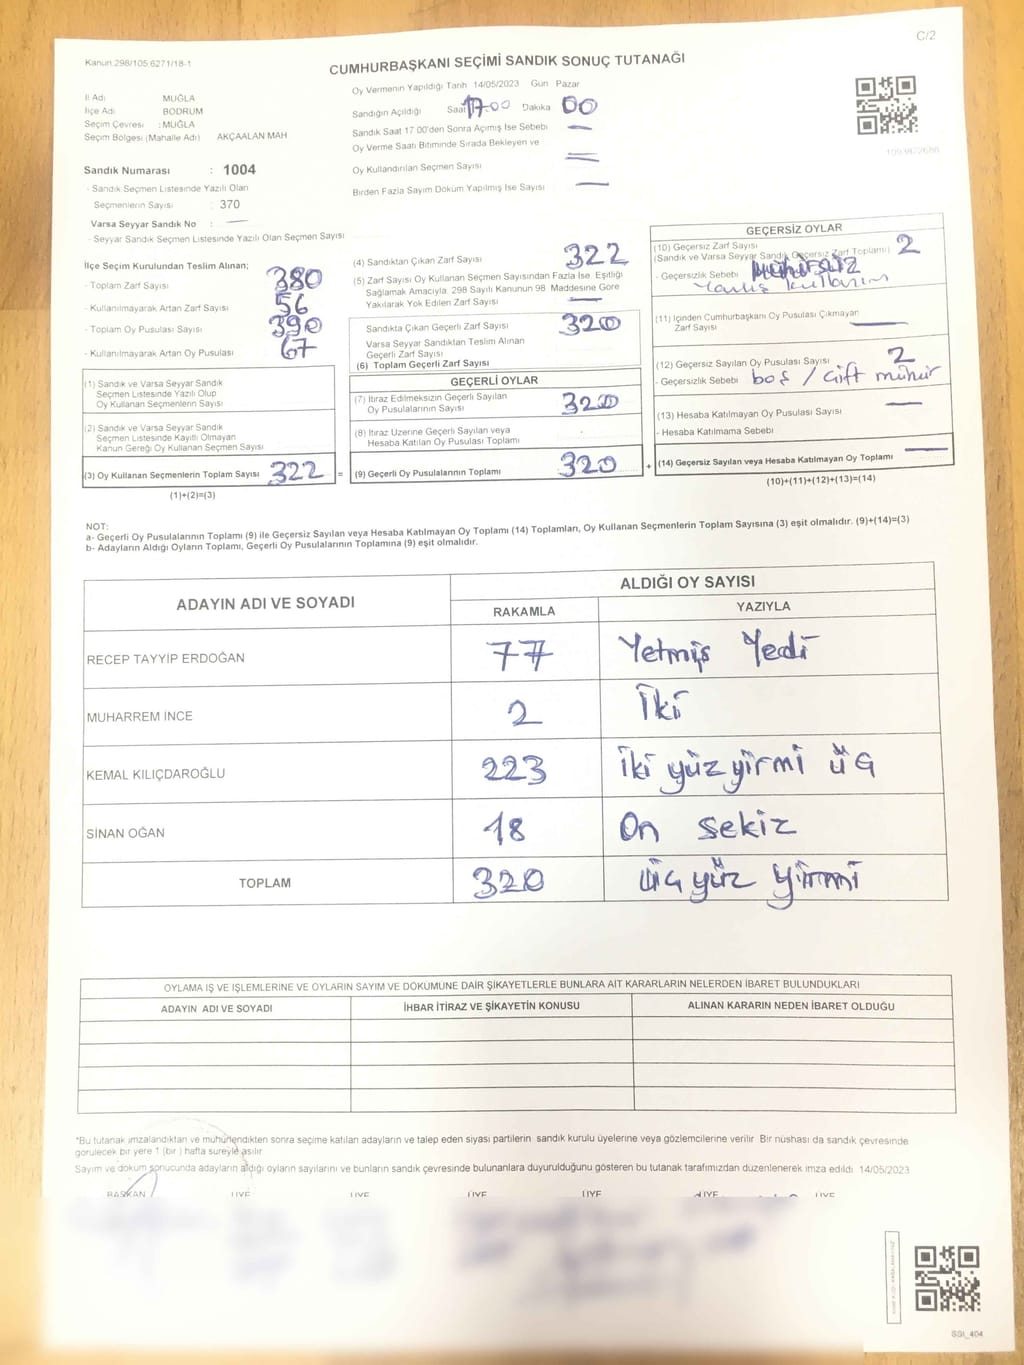 C/2
Kanun:298/105;6271/18-1
CUMHURBAŞKANI SEÇİMİ SANDIK SONUÇ TUTANAĞI
İl Adı MUĞLA
İlçe Adı BODRUM
Seçim Çevresi : MUĞLA
Seçim Bölgesi (Mahalle Adı) AKÇAALAN MAH
Oy Vermenin Yapıldığı Tarih 14/05/2023 Gün Pazar
Sandığın Açıldığı Saat 17:00 Dakika 00
Sandık Saat 17 00'den Sonra Açımış İse Sebebi —
Oy Verme Saati Bitiminde Sırada Bekleyen ve
Oy Kullandırılan Seçmen Sayısı
Birden Fazla Sayım Döküm Yapılmış İse Sayısı —
Sandık Numarası : 1004
- Sandık Seçmen Listesinde Yazılı Olan
Seçmenlerin Sayısı : 370
Varsa Seyyar Sandık No : —
- Seyyar Sandık Seçmen Listesinde Yazılı Olan Seçmen Sayısı
İlçe Seçim Kurulundan Teslim Alınan;
- Toplam Zarf Sayısı 380
- Kullanılmayarak Artan Zarf Sayısı 56
- Toplam Oy Pusulası Sayısı 390
- Kullanılmayarak Artan Oy Pusulası 67
(1) Sandık ve Varsa Seyyar Sandık
Seçmen Listesinde Yazılı Olup
Oy Kullanan Seçmenlerin Sayısı
(2) Sandık ve Varsa Seyyar Sandık
Seçmen Listesinde Kayıtlı Olmayan
Kanun Gereği Oy Kullanan Seçmen Sayısı
(3) Oy Kullanan Seçmenlerin Toplam Sayısı 322 =
(1)+(2)=(3)
(4) Sandıktan Çıkan Zarf Sayısı 322
(5) Zarf Sayısı Oy Kullanan Seçmen Sayısından Fazla İse Eşitliği
Sağlamak Amacıyla 298 Sayılı Kanunun 98 Maddesine Göre
Yakılarak Yok Edilen Zarf Sayısı —
Sandıkta Çıkan Geçerli Zarf Sayısı 320
Varsa Seyyar Sandıktan Teslim Alınan
Geçerli Zarf Sayısı
(6) Toplam Geçerli Zarf Sayısı
GEÇERLİ OYLAR
(7) İtiraz Edilmeksizin Geçerli Sayılan
Oy Pusulalarının Sayısı 320
(8) İtiraz Üzerine Geçerli Sayılan veya
Hesaba Katılan Oy Pusulası Toplamı
(9) Geçerli Oy Pusulalarının Toplamı 320 +
GEÇERSİZ OYLAR
(10) Geçersiz Zarf Sayısı
(Sandık ve Varsa Seyyar Sandık Geçersiz Zarf Toplamı) 2
- Geçersizlik Sebebi mühürsüz
Yanlış kullanım
(11) İçinden Cumhurbaşkanı Oy Pusulası Çıkmayan
Zarf Sayısı —
(12) Geçersiz Sayılan Oy Pusulası Sayısı 2
- Geçersizlik Sebebi boş / Çift mühür
(13) Hesaba Katılmayan Oy Pusulası Sayısı —
- Hesaba Katılmama Sebebi
(14) Geçersiz Sayılan veya Hesaba Katılmayan Oy Toplamı —
(10)+(11)+(12)+(13)=(14)
NOT:
a- Geçerli Oy Pusulalarının Toplamı (9) ile Geçersiz Sayılan veya Hesaba Katılmayan Oy Toplamı (14) Toplamları, Oy Kullanan Seçmenlerin Toplam Sayısına (3) eşit olmalıdır. (9)+(14)=(3)
b- Adayların Aldığı Oyların Toplamı, Geçerli Oy Pusulalarının Toplamına (9) eşit olmalıdır.
ADAYIN ADI VE SOYADI ALDIĞI OY SAYISI
RAKAMLA YAZIYLA
RECEP TAYYİP ERDOĞAN 77 Yetmiş Yedi
MUHARREM İNCE 2 İki
KEMAL KILIÇDAROĞLU 223 İki yüz yirmi üç
SİNAN OĞAN 18 On sekiz
TOPLAM 320 üç yüz yirmi
OYLAMA İŞ VE İŞLEMLERİNE VE OYLARIN SAYIM VE DÖKÜMÜNE DAİR ŞİKAYETLERLE BUNLARA AİT KARARLARIN NELERDEN İBARET BULUNDUKLARI
ADAYIN ADI VE SOYADI İHBAR İTİRAZ VE ŞİKAYETİN KONUSU ALINAN KARARIN NEDEN İBARET OLDUĞU
*Bu tutanak imzalandıktan ve mühürlendikten sonra seçime katılan adayların ve talep eden siyasi partilerin sandık kurulu üyelerine veya gözlemcilerine verilir Bir nüshası da sandık çevresinde
görülecek bir yere 1 (bir ) hafta süreyle asılır
Sayım ve döküm sonucunda adayların aldığı oyların sayılarını ve bunların sandık çevresinde bulunanlara duyurulduğunu gösteren bu tutanak tarafımızdan düzenlenerek imza edildi 14/05/2023
BAŞKAN ÜYE ÜYE ÜYE ÜYE ÜYE ÜYE
SSI_404